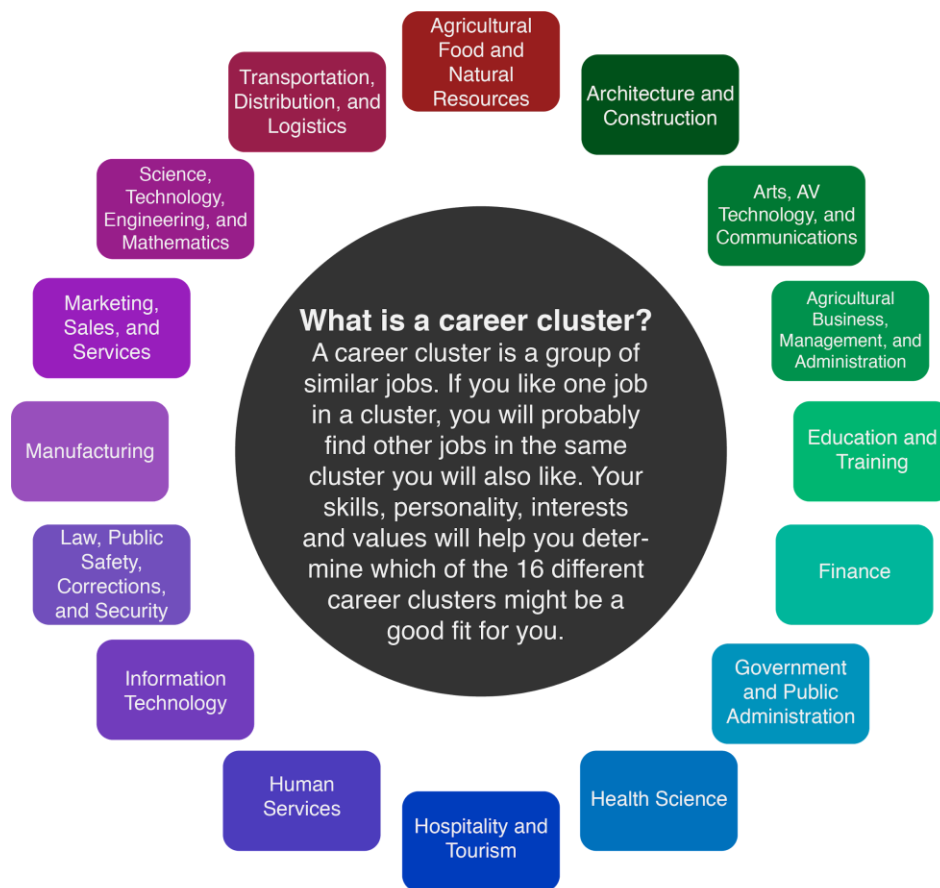 Agricultural
Food and
Natural
Resources
Architecture and
Construction
Arts, AV
Technology, and
Communications
Agricultural
Business,
Management, and
Administration
Education and
Training
Finance
Government
and Public
Administration
Health Science
Hospitality and
Tourism
Human
Services
Information
Technology
Law, Public
Safety,
Corrections,
and Security
Manufacturing
Marketing,
Sales, and
Services
Science,
Technology,
Engineering, and
Mathematics
Transportation,
Distribution, and
Logistics
What is a career cluster?
A career cluster is a group of
similar jobs. If you like one job
in a cluster, you will probably
find other jobs in the same
cluster you will also like. Your
skills, personality, interests
and values will help you deter-
mine which of the 16 different
career clusters might be a
good fit for you.